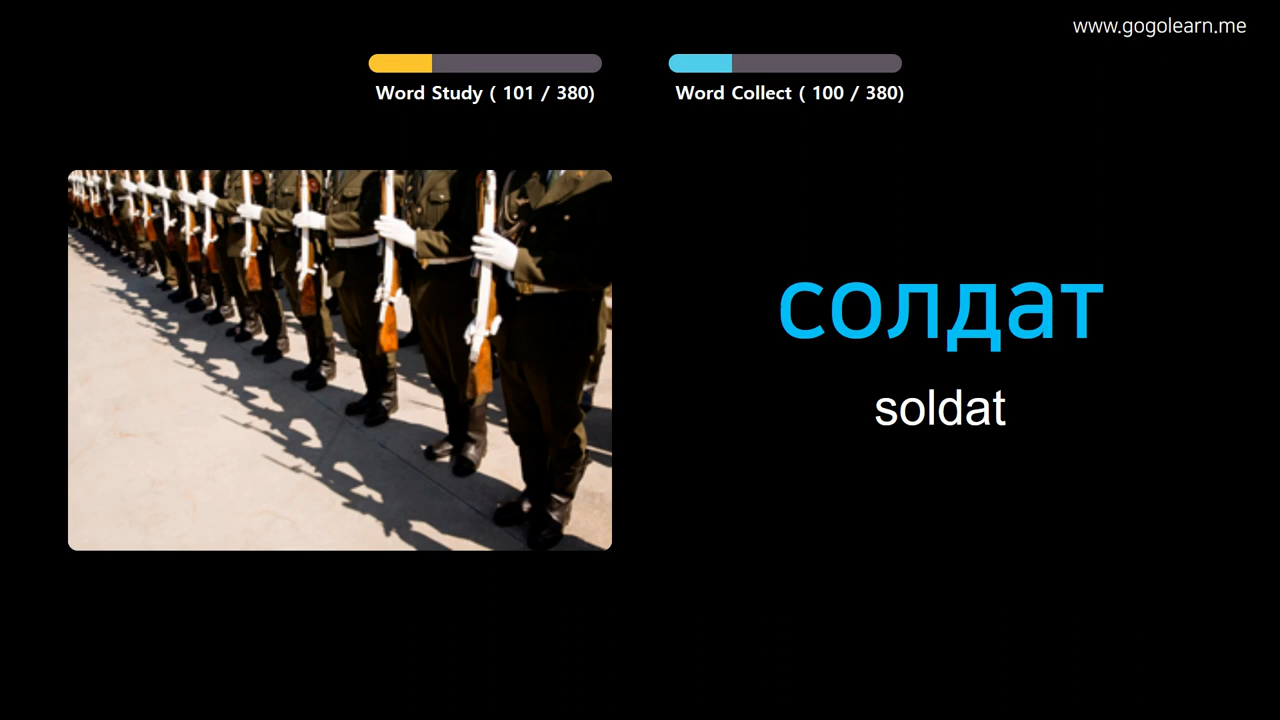 www.gogolearn.me
Word Study ( 101 / 380)
Word Collect ( 100 / 380)
солдат
soldat